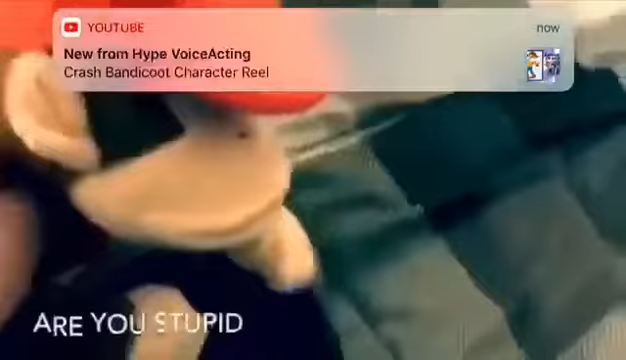 YOUTUBE
now
New from Hype VoiceActing
Crash Bandicoot Character Reel
ARE YOU STUPID